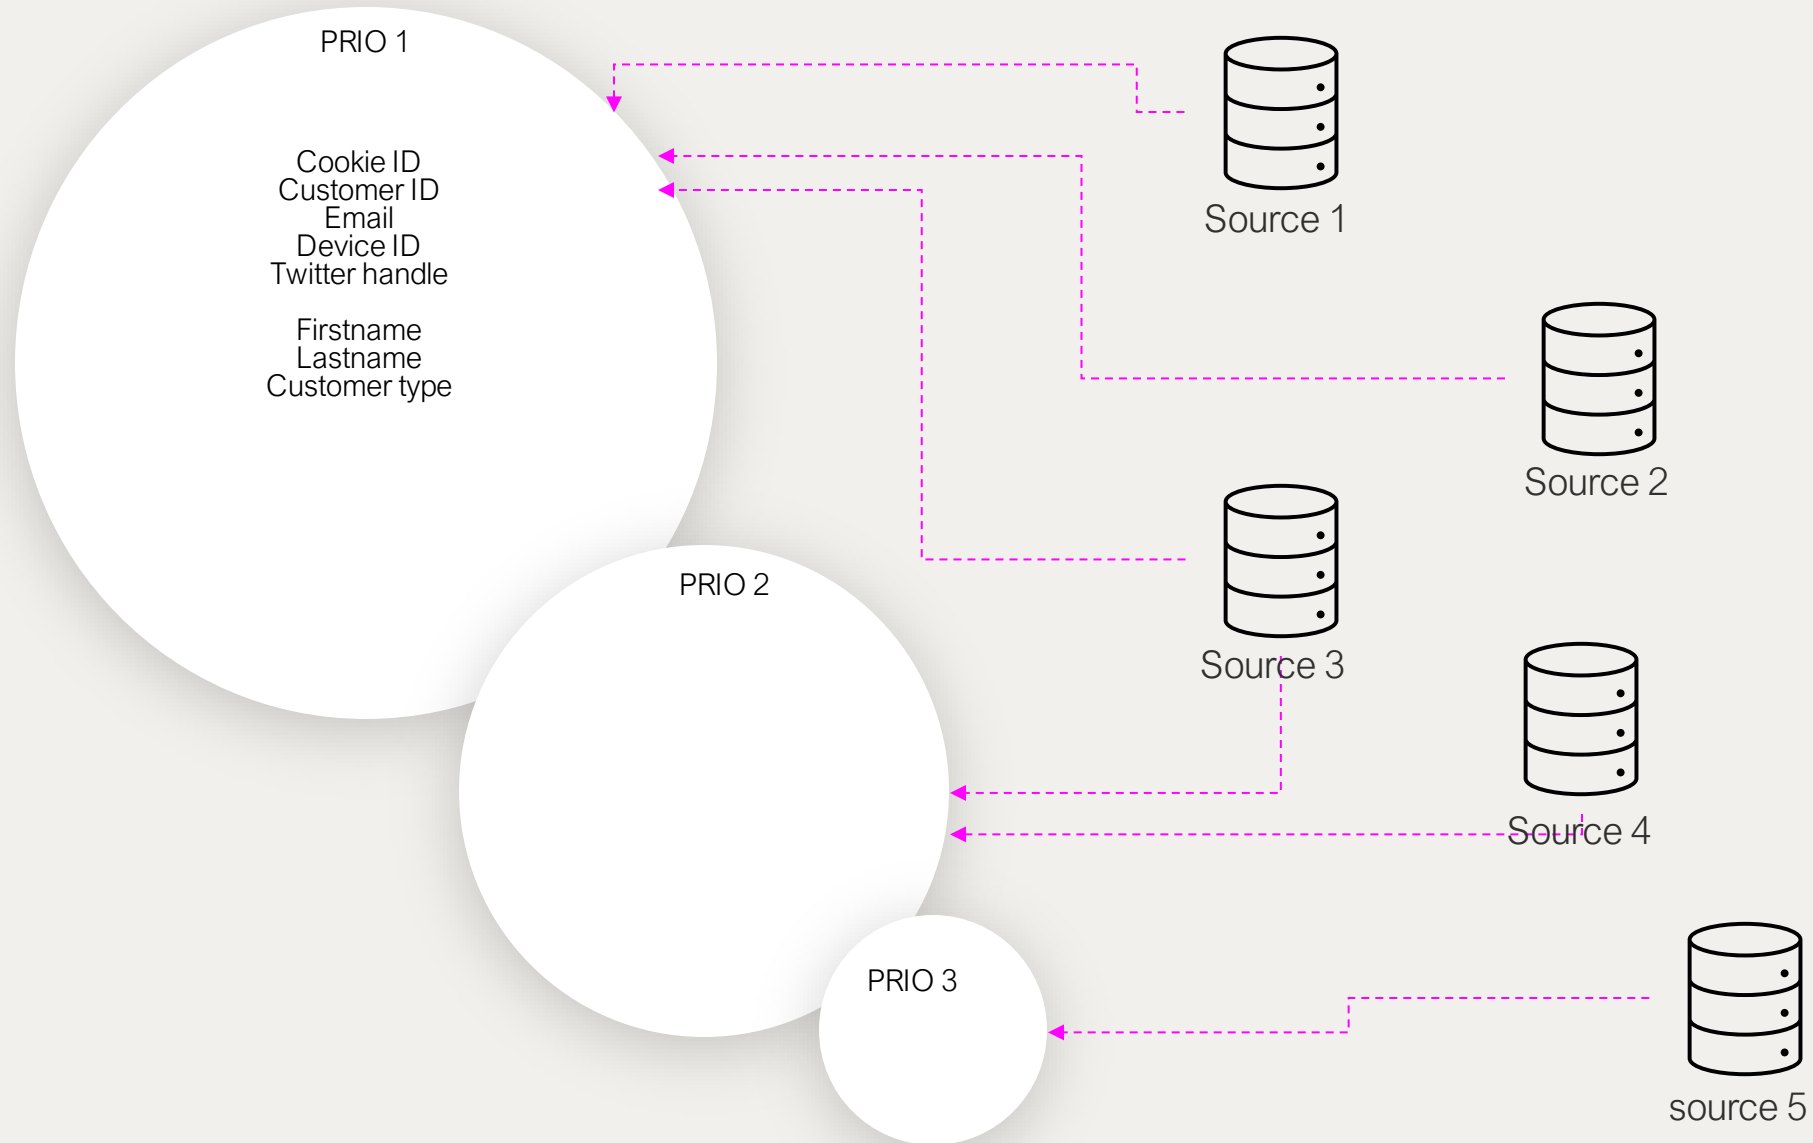 PRIO 1
Cookie ID
Customer ID
Email
Device ID
Twitter handle
Firstname
Lastname
Customer type
Source 1
Source 2
PRIO 2
Source 3
Source 4
PRIO 3
source 5